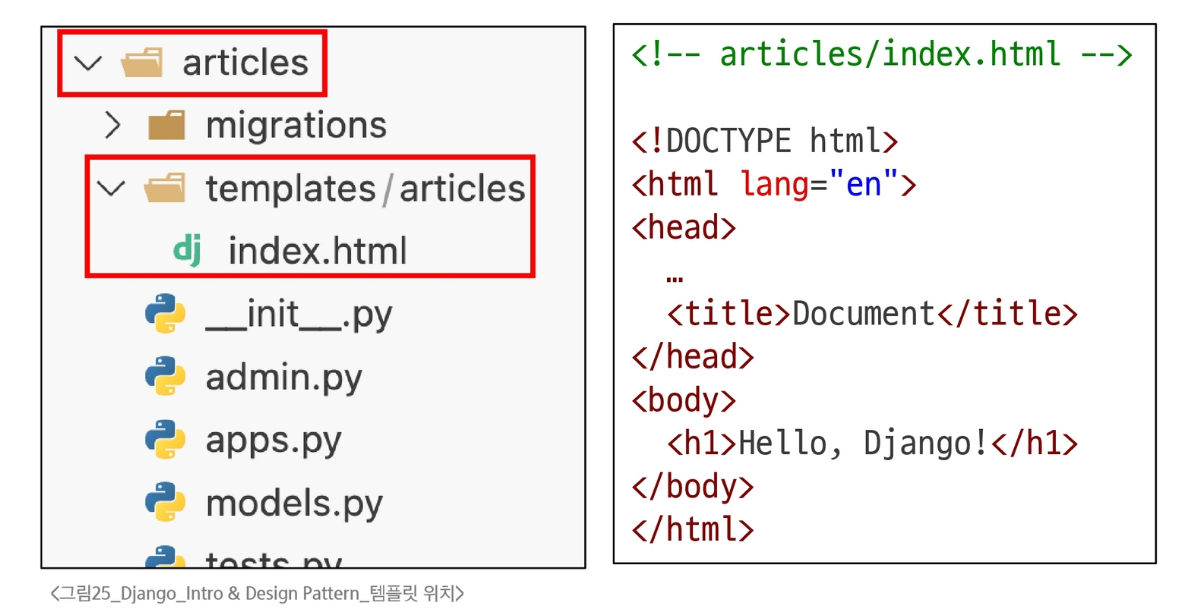 articles
migrations
templates/articles
index.html
__init__.py
admin.py
apps.py
models.py
tests.py
<!-- articles/index.html -->
<!DOCTYPE html>
<html lang="en">
<head>
…
<title>Document</title>
</head>
<body>
<h1>Hello, Django!</h1>
</body>
</html>
<그림25_Django_Intro & Design Pattern_템플릿 위치>